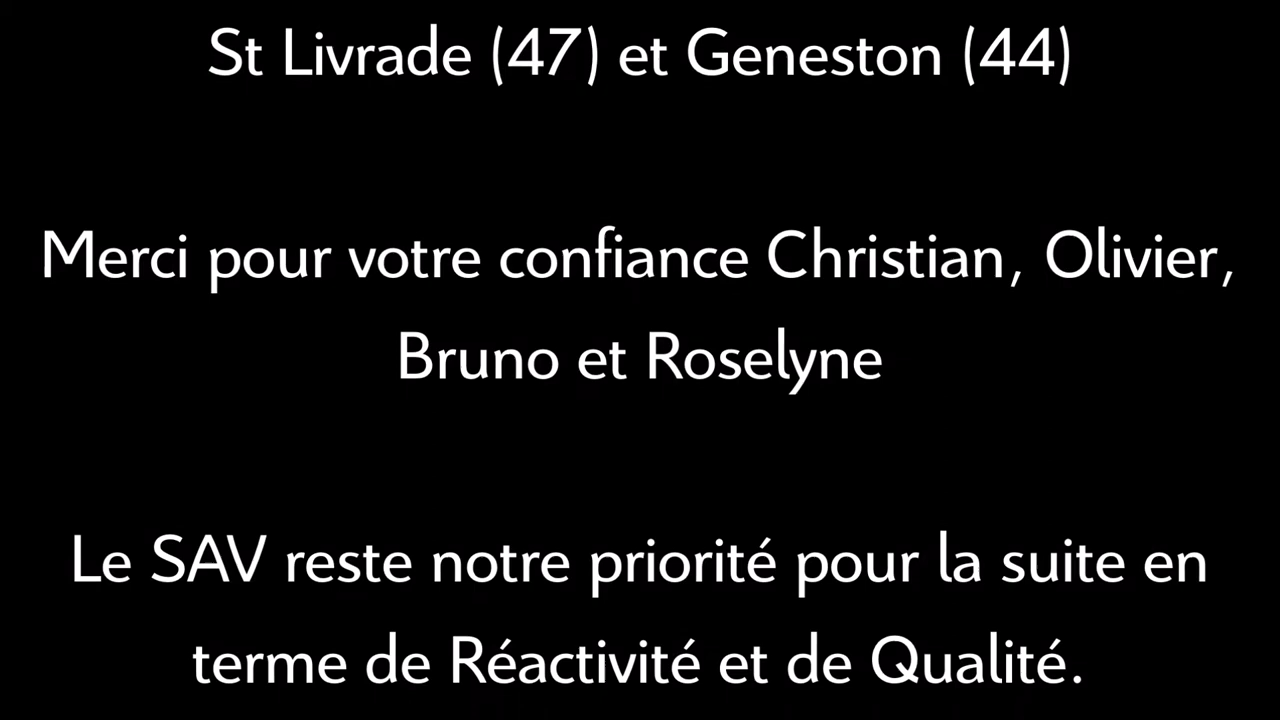 St Livrade (47) et Geneston (44)
Merci pour votre confiance Christian, Olivier,
Bruno et Roselyne
Le SAV reste notre priorité pour la suite en
terme de Réactivité et de Qualité.